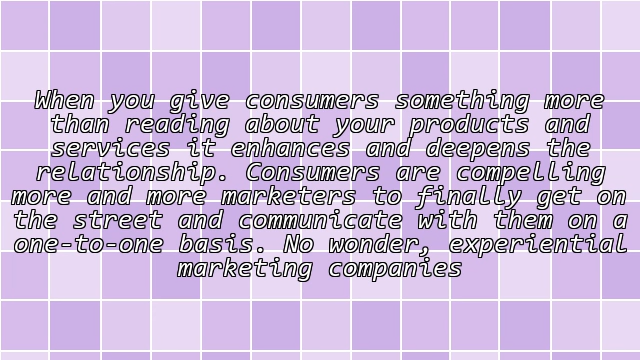 When you give consumers something more
than reading about your products and
services it enhances and deepens the
relationship. Consumers are compelling
more and more marketers to finally get on
the street and communicate with them on a
one-to-one basis. No wonder, experiential
marketing companies